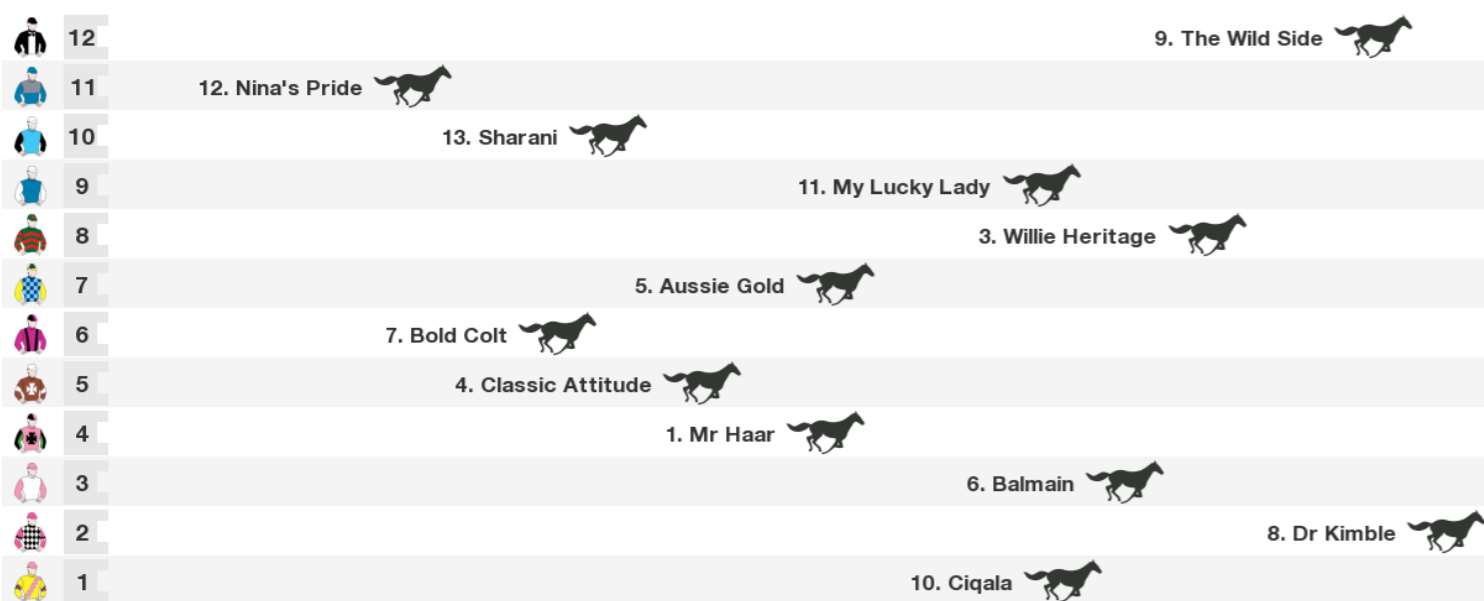 12 9. The Wild Side
11 12. Nina's Pride
10 13. Sharani
9 11. My Lucky Lady
8 3. Willie Heritage
7 5. Aussie Gold
6 7. Bold Colt
5 4. Classic Attitude
4 1. Mr Haar
3 6. Balmain
2 8. Dr Kimble
1 10. Ciqala